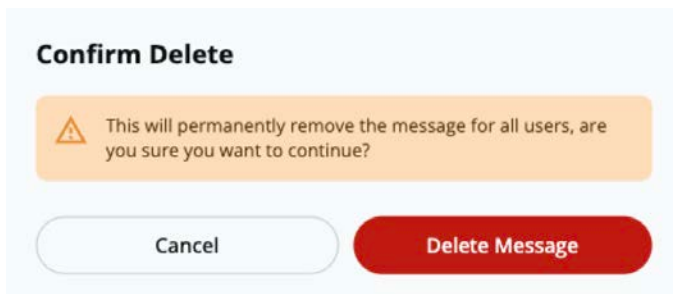 Confirm Delete
This will permanently remove the message for all users, are
you sure you want to continue?
Cancel
Delete Message